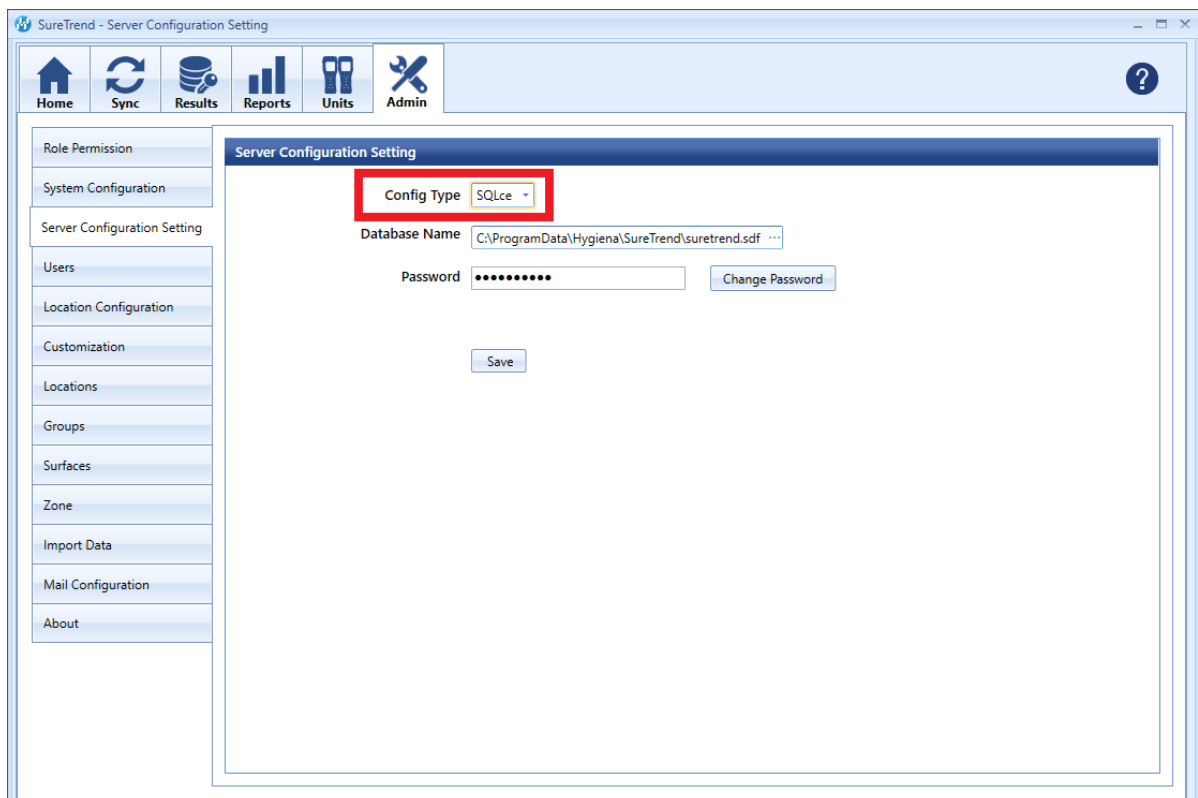 SureTrend - Server Configuration Setting
Home Sync Results Reports Units Admin ?
Role Permission
System Configuration
Server Configuration Setting
Users
Location Configuration
Customization
Locations
Groups
Surfaces
Zone
Import Data
Mail Configuration
About
Server Configuration Setting
Config Type SQLce
Database Name C:\ProgramData\Hygiena\SureTrend\suretrend.sdf ...
Password ●●●●●●●●●● Change Password
Save